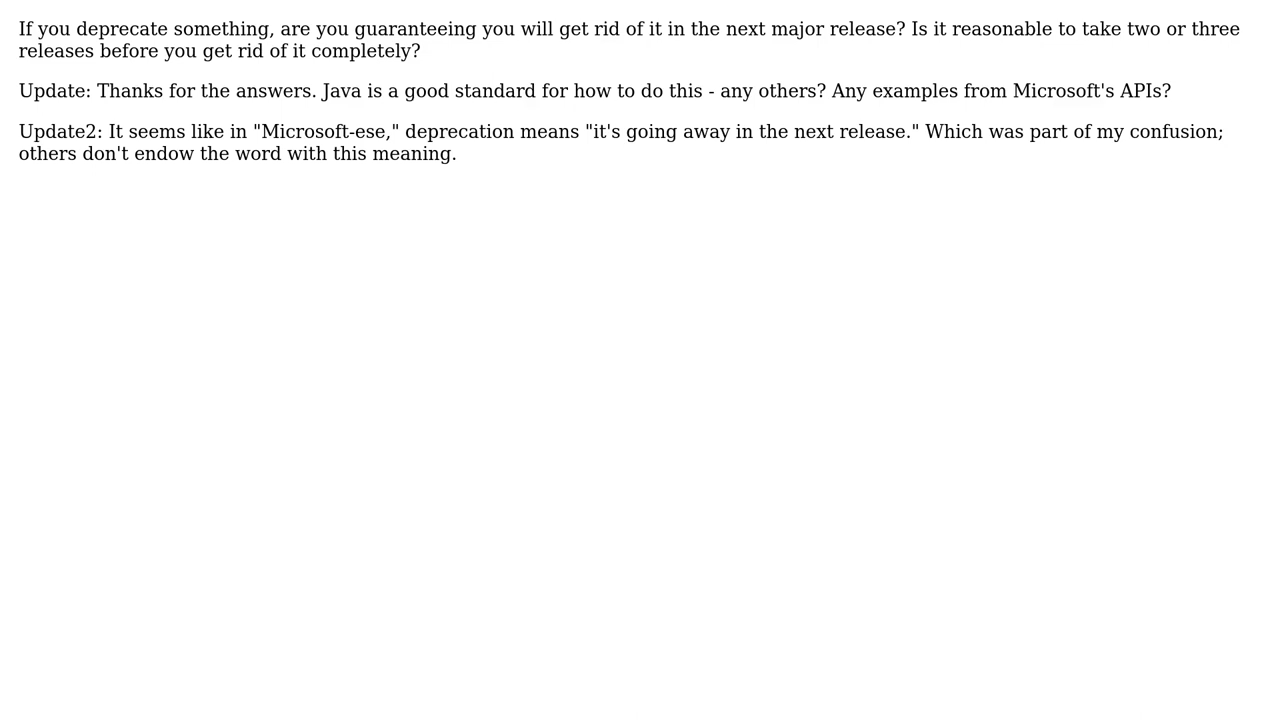 If you deprecate something, are you guaranteeing you will get rid of it in the next major release? Is it reasonable to take two or three
releases before you get rid of it completely?
Update: Thanks for the answers. Java is a good standard for how to do this - any others? Any examples from Microsoft's APIs?
Update2: It seems like in "Microsoft-ese," deprecation means "it's going away in the next release." Which was part of my confusion;
others don't endow the word with this meaning.